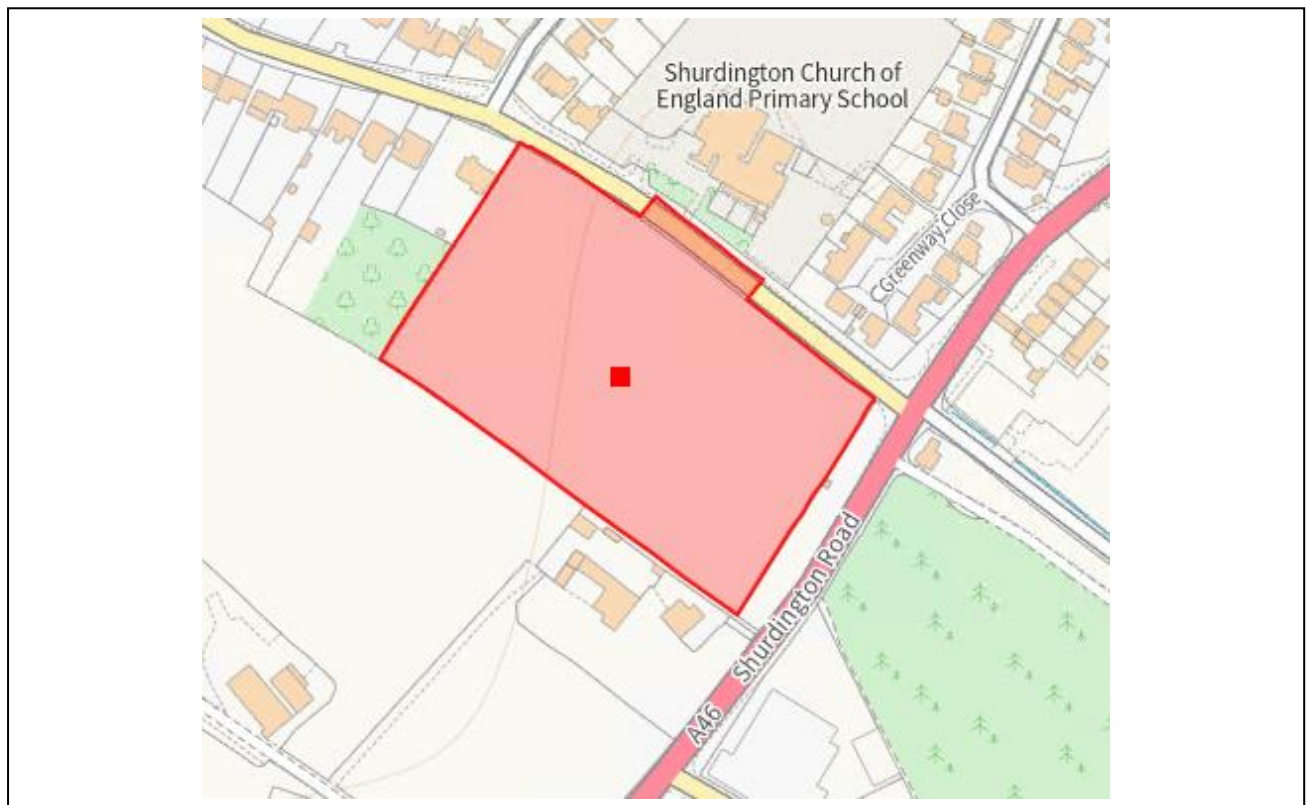 Shurdington Church of
England Primary School
Greenway Close
Shurdington Road
A46